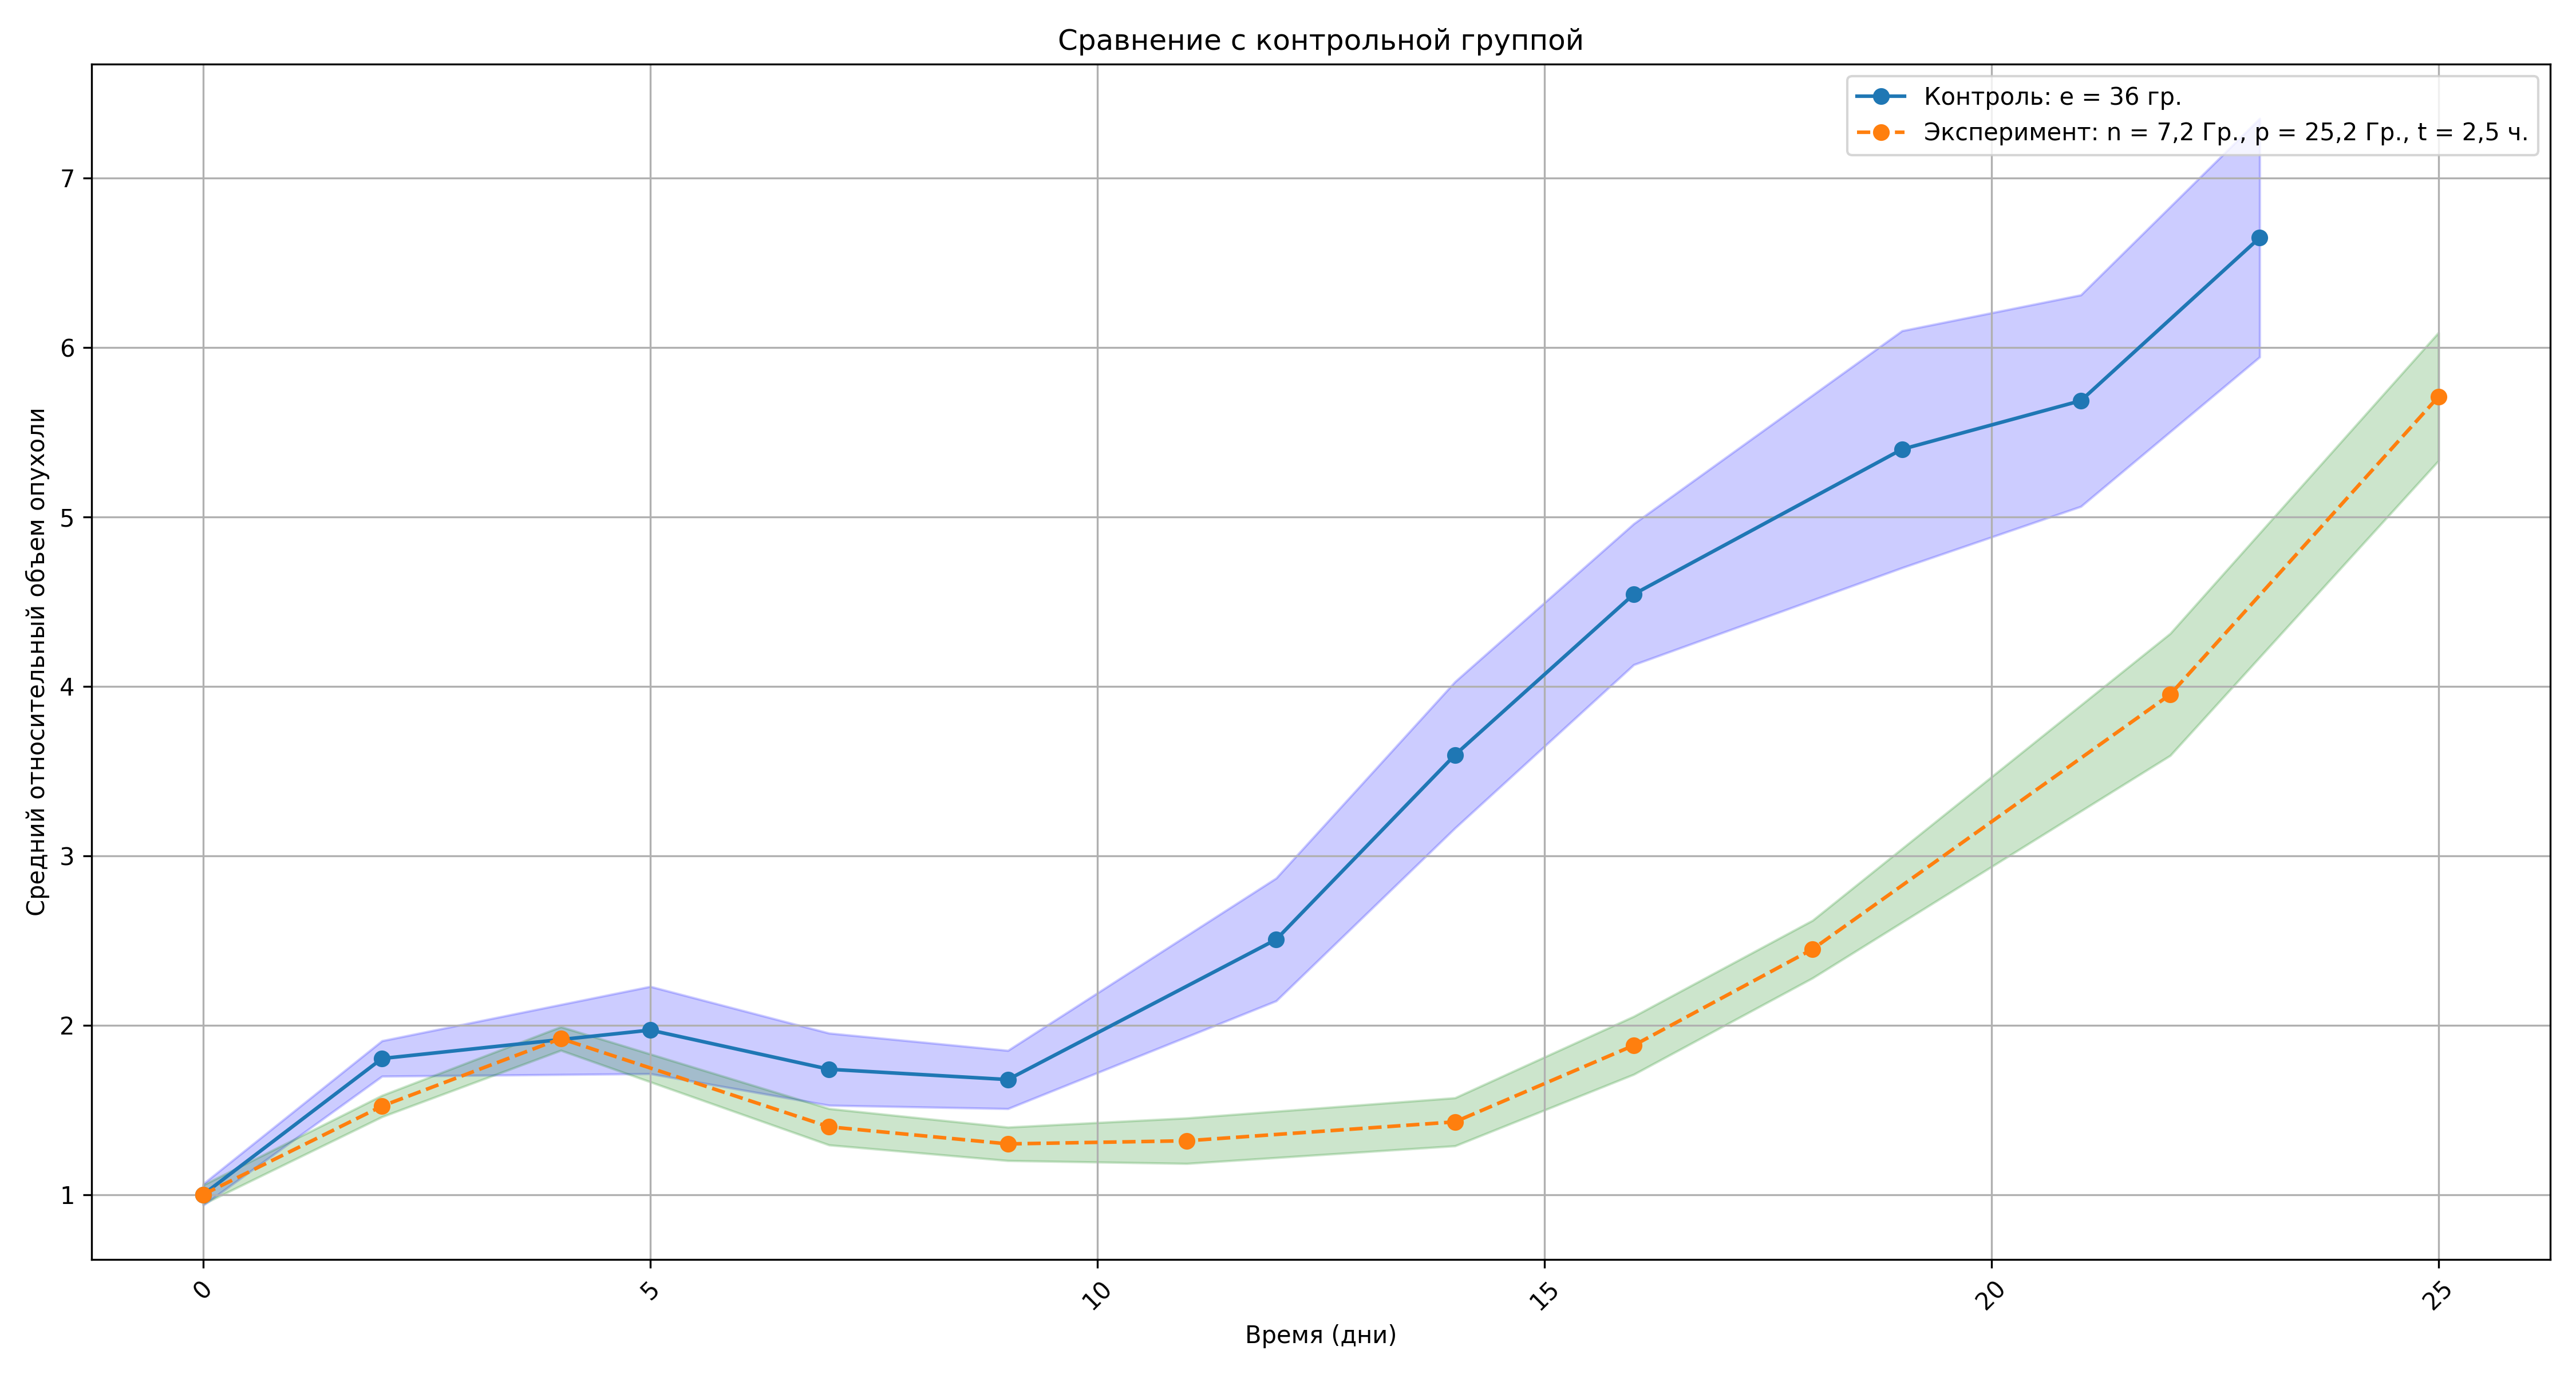 Сравнение с контрольной группой
Контроль: e = 36 гр.
Эксперимент: n = 7,2 Гр., p = 25,2 Гр., t = 2,5 ч.
Средний относительный объем опухоли
7
6
5
4
3
2
1
0
5
10
15
20
25
Время (дни)